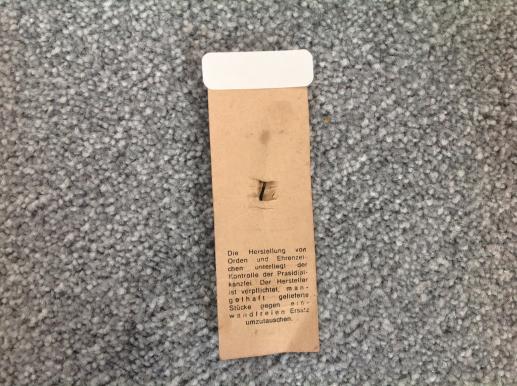 Die Herstellung von
Orden und Ehrenzei-
chen unterliegt der
Kontrolle der Präsidial-
kanzlei. Der Hersteller
ist verpflichtet, man-
gelhaft gelieferte
Stücke gegen ein-
wandfreien Ersatz
umzutauschen.